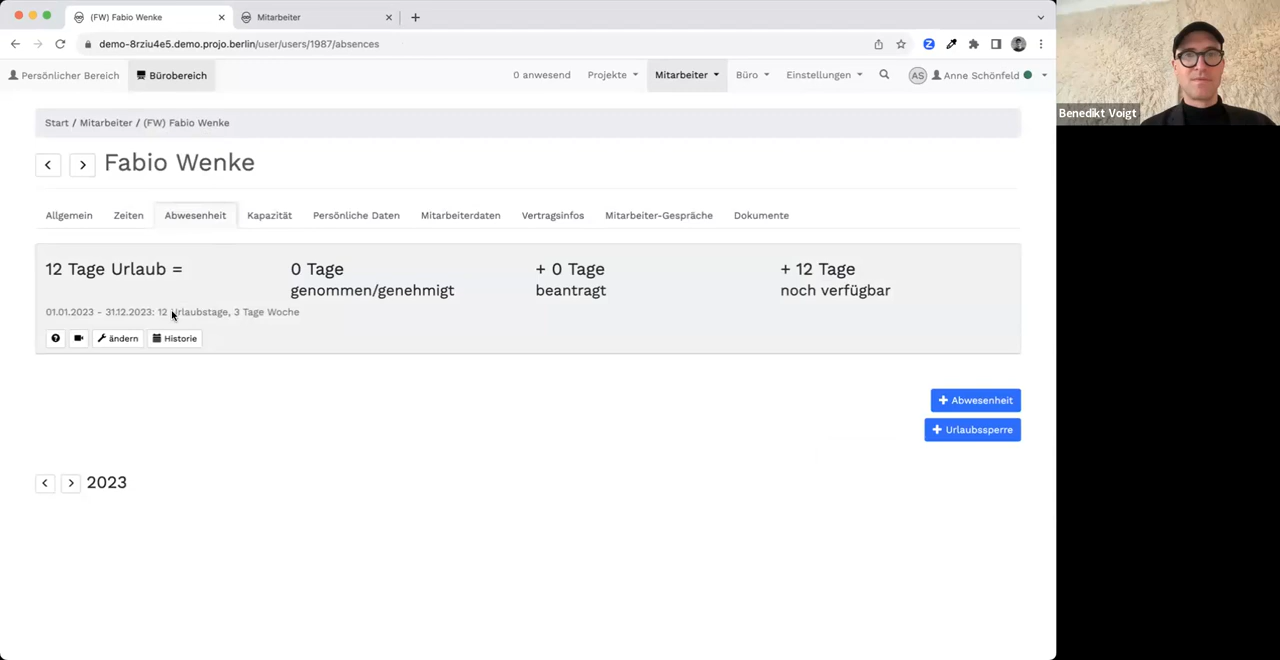 (FW) Fabio Wenke
Mitarbeiter
demo-8rziu4e5.demo.projo.berlin/user/users/1987/absences
Persönlicher Bereich
Bürobereich
0 anwesend
Projekte
Mitarbeiter
Büro
Einstellungen
AS
Anne Schönfeld
Benedikt Voigt
Start / Mitarbeiter / (FW) Fabio Wenke
Fabio Wenke
Allgemein
Zeiten
Abwesenheit
Kapazität
Persönliche Daten
Mitarbeiterdaten
Vertragsinfos
Mitarbeiter-Gespräche
Dokumente
12 Tage Urlaub =
0 Tage
genommen/genehmigt
+ 0 Tage
beantragt
+ 12 Tage
noch verfügbar
01.01.2023 - 31.12.2023: 12 Urlaubstage, 3 Tage Woche
ändern
Historie
+ Abwesenheit
+ Urlaubssperre
2023